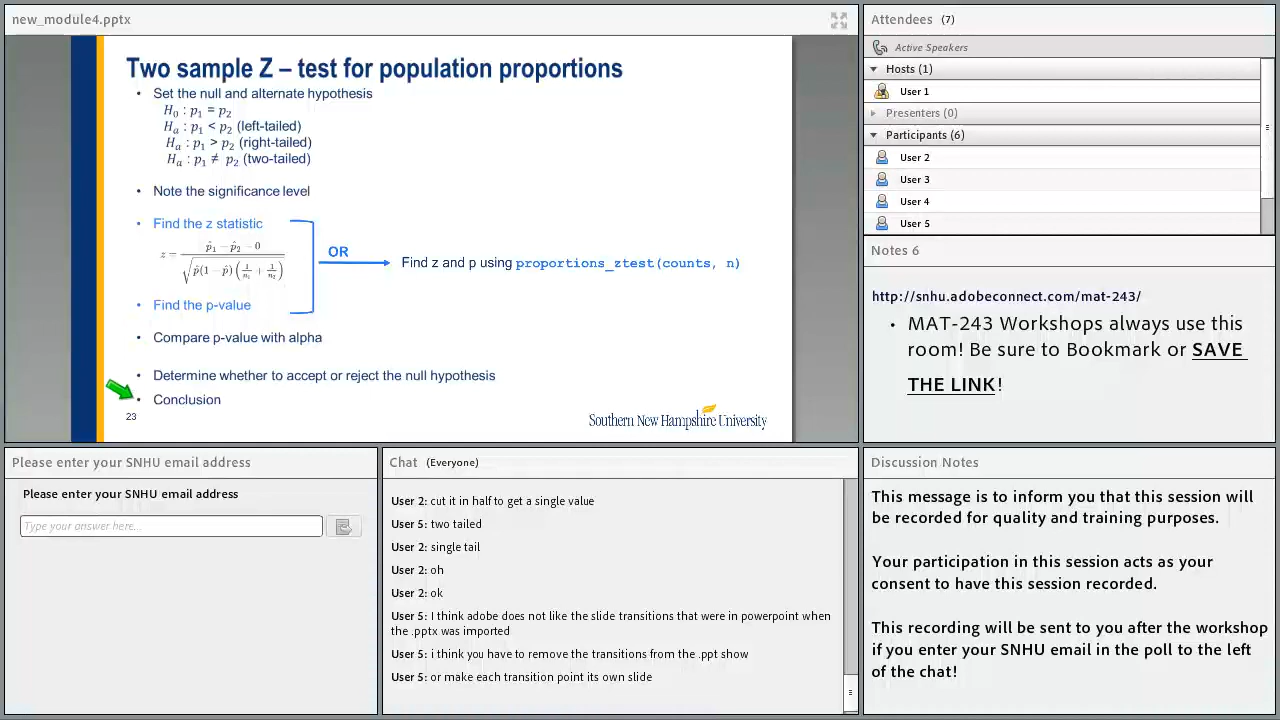 new_module4.pptx
Two sample Z – test for population proportions
• Set the null and alternate hypothesis
H₀ : p₁ = p₂
Hₐ : p₁ < p₂ (left-tailed)
Hₐ : p₁ > p₂ (right-tailed)
Hₐ : p₁ ≠ p₂ (two-tailed)
• Note the significance level
• Find the z statistic
z = (p̂₁ − p̂₂ − 0) / √(p̂(1−p̂)(1/n₁ + 1/n₂))
• Find the p-value
OR
Find z and p using proportions_ztest(counts, n)
• Compare p-value with alpha
• Determine whether to accept or reject the null hypothesis
• Conclusion
23
Southern New Hampshire University
Attendees (7)
Active Speakers
Hosts (1)
User 1
Presenters (0)
Participants (6)
User 2
User 3
User 4
User 5
Notes 6
http://snhu.adobeconnect.com/mat-243/
• MAT-243 Workshops always use this
room! Be sure to Bookmark or SAVE
THE LINK!
Please enter your SNHU email address
Please enter your SNHU email address
Type your answer here...
Chat (Everyone)
User 2: cut it in half to get a single value
User 5: two tailed
User 2: single tail
User 2: oh
User 2: ok
User 5: I think adobe does not like the slide transitions that were in powerpoint when
the .pptx was imported
User 5: i think you have to remove the transitions from the .ppt show
User 5: or make each transition point its own slide
Discussion Notes
This message is to inform you that this session will
be recorded for quality and training purposes.
Your participation in this session acts as your
consent to have this session recorded.
This recording will be sent to you after the workshop
if you enter your SNHU email in the poll to the left
of the chat!